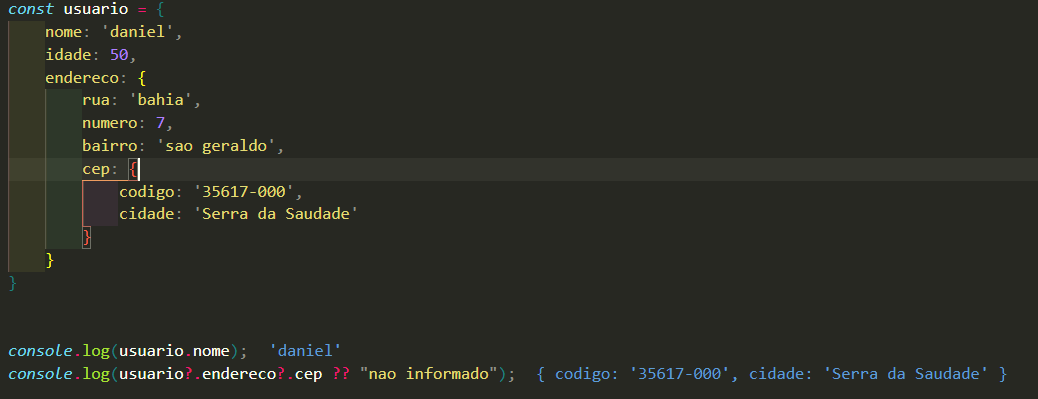 const usuario = {
    nome: 'daniel',
    idade: 50,
    endereco: {
        rua: 'bahia',
        numero: 7,
        bairro: 'sao geraldo',
        cep: {
            codigo: '35617-000',
            cidade: 'Serra da Saudade'
        }
    }
}
console.log(usuario.nome);  'daniel'
console.log(usuario?.endereco?.cep ?? "nao informado");  { codigo: '35617-000', cidade: 'Serra da Saudade' }